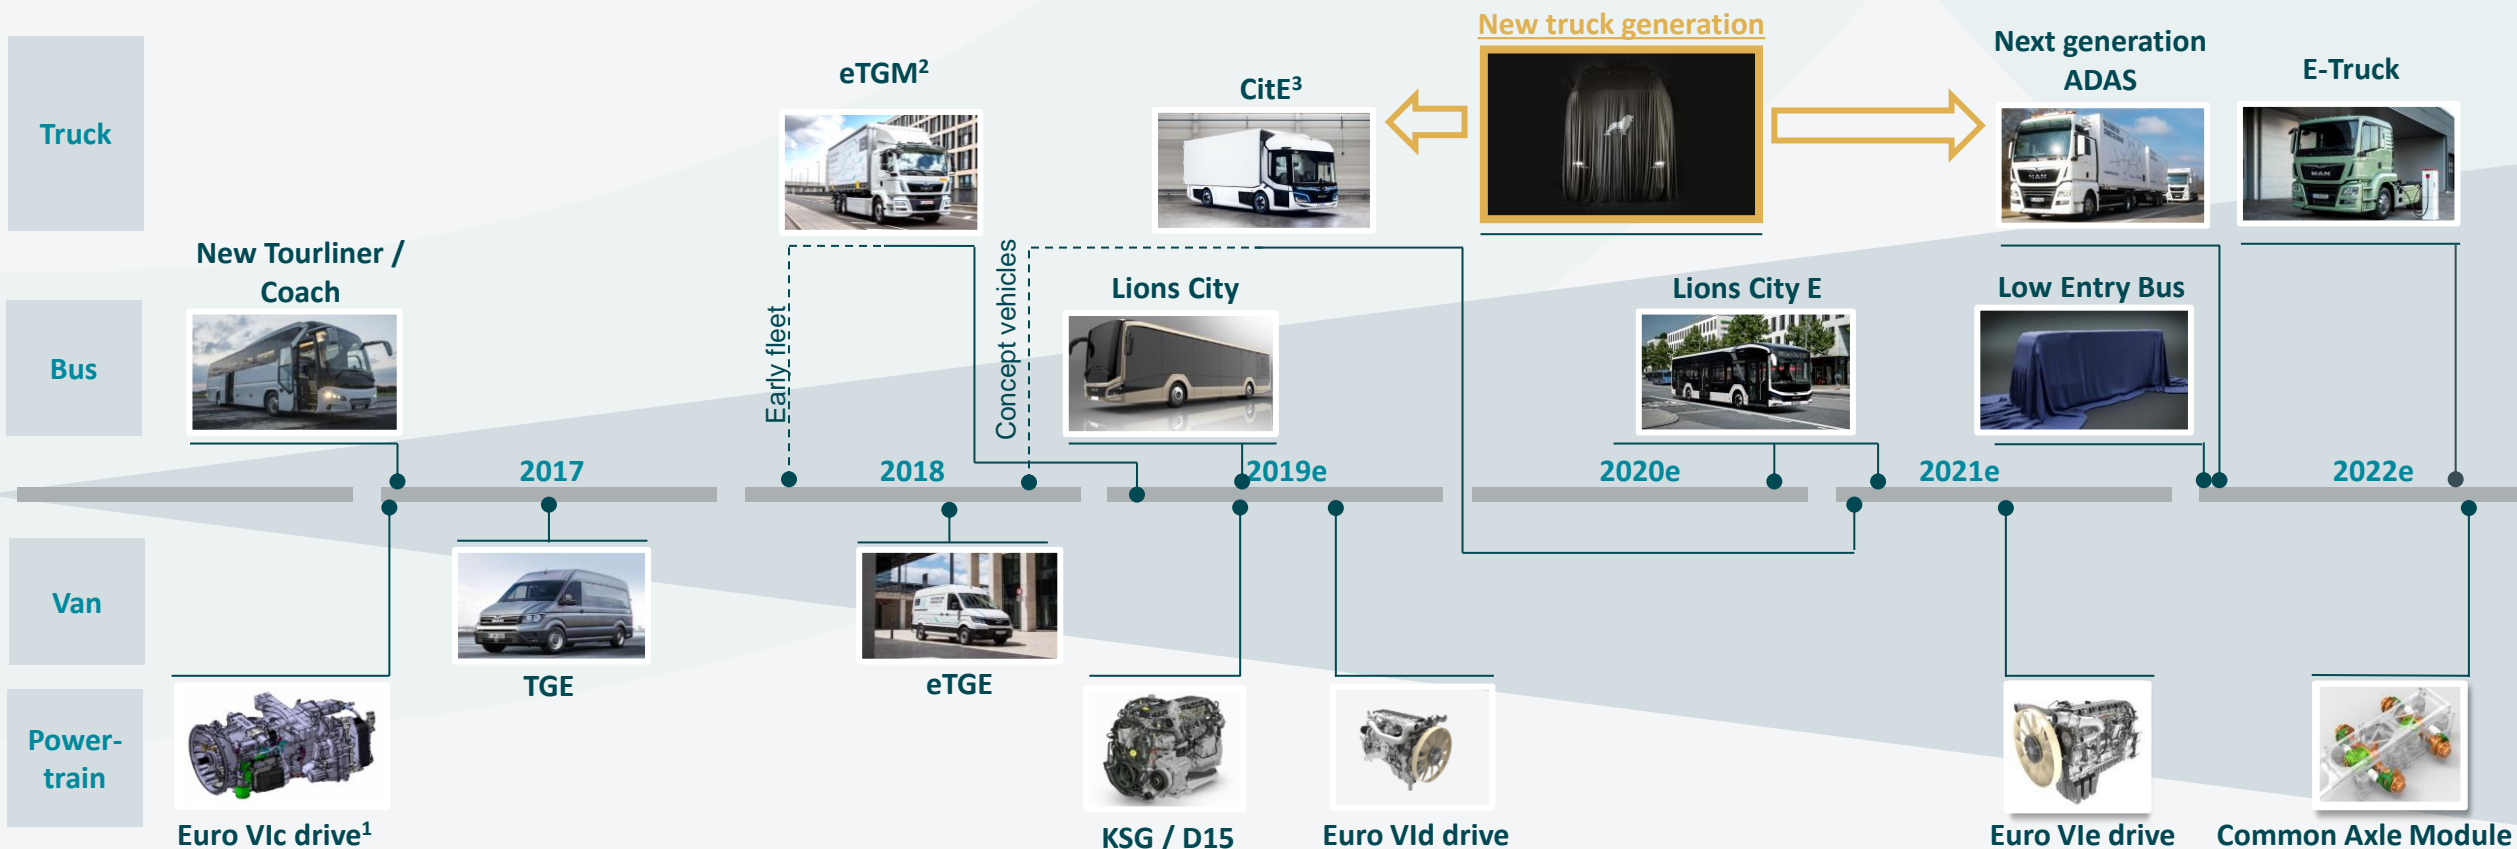 New truck generation
Next generation
ADAS
E-Truck
eTGM²
CitE³
Truck
New Tourliner /
Coach
Lions City
Lions City E
Low Entry Bus
Bus
Early fleet
Concept vehicles
2017
2018
2019e
2020e
2021e
2022e
Van
TGE
eTGE
Power-
train
Euro VIc drive¹
KSG / D15
Euro VId drive
Euro VIe drive
Common Axle Module
MAN
MAN